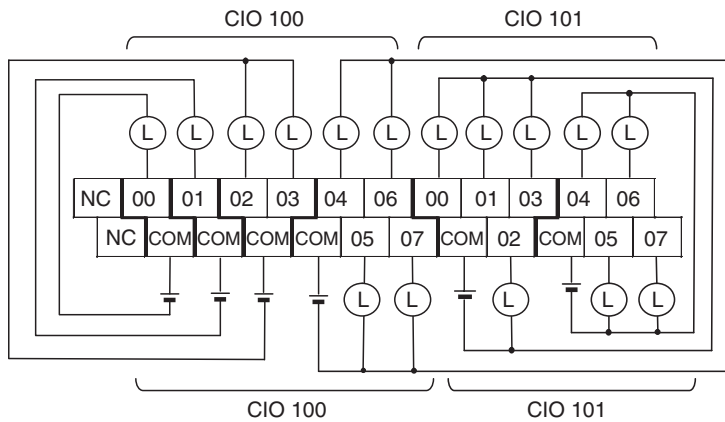 CIO 100 CIO 101
L L L L L L L L L L L
NC 00 01 02 03 04 06 00 01 03 04 06
NC COM COM COM COM 05 07 COM 02 COM 05 07
L L L L L
CIO 100 CIO 101